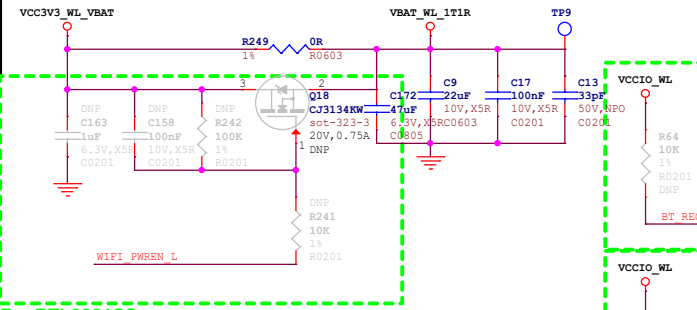 VCC3V3_WL_VBAT
VBAT_WL_1T1R
TP9
R249
0R
1%
R0603
3
2
Q18
CJ3134KW
sot-323-3
20V,0.75A
1
DNP
DNP
C163
1uF
6.3V,X5R
C0201
DNP
C158
100nF
10V,X5R
C0201
DNP
R242
100K
1%
R0201
C172
47uF
6.3V,X5R
C0805
C9
22uF
10V,X5R
C0603
C17
100nF
10V,X5R
C0201
C13
33pF
50V,NPO
C0201
DNP
R241
10K
1%
R0201
WIFI_PWREN_L
VCCIO_WL
R64
10K
1%
R0201
DNP
BT_REG
VCCIO_WL